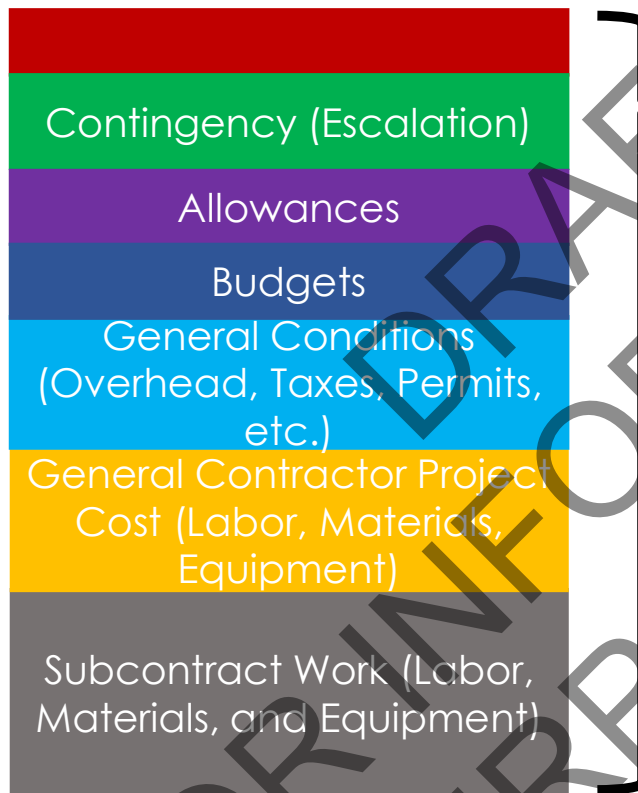 Contingency (Escalation)
Allowances
Budgets
General Conditions
(Overhead, Taxes, Permits,
etc.)
General Contractor Project
Cost (Labor, Materials,
Equipment)
Subcontract Work (Labor,
Materials, and Equipment)